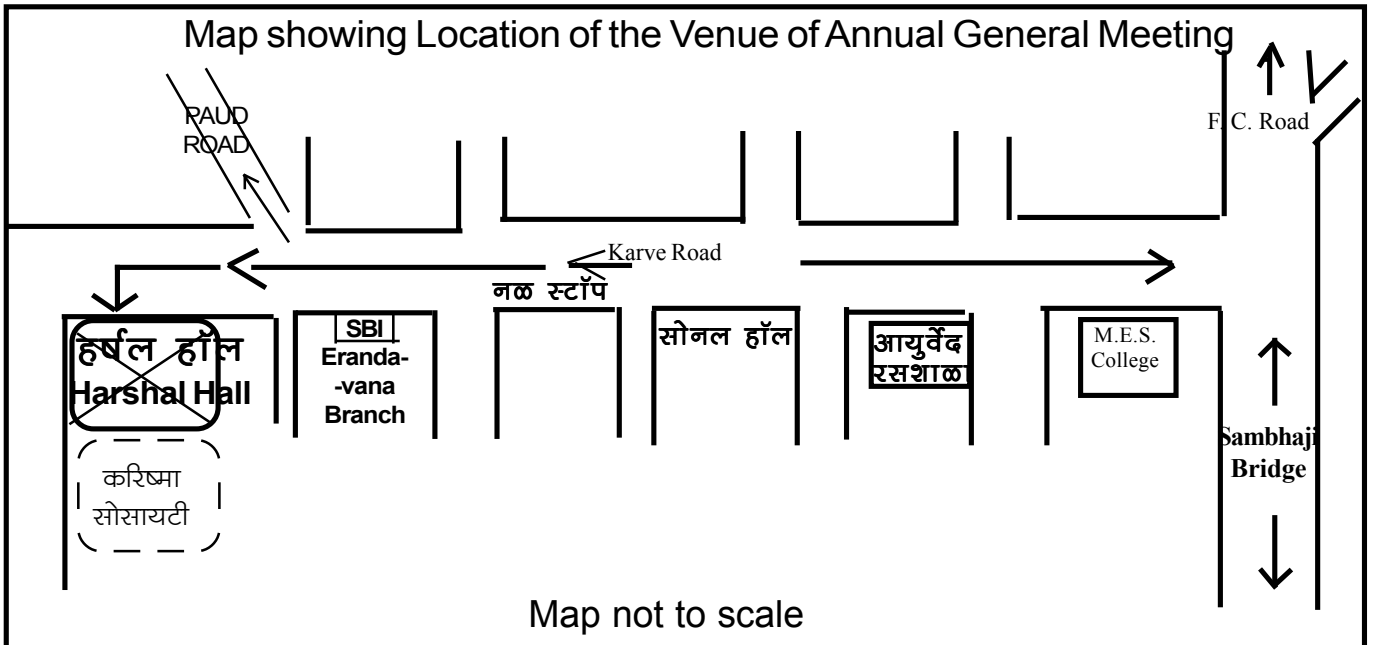 Map showing Location of the Venue of Annual General Meeting
PAUD
ROAD
F. C. Road
Karve Road
नळ स्टॉप
हर्षल हॉल
Harshal Hall
SBI
Eranda-
-vana
Branch
सोनल हॉल
आयुर्वेद
रसशाळा
M.E.S.
College
Sambhaji
Bridge
करिष्मा
सोसायटी
Map not to scale